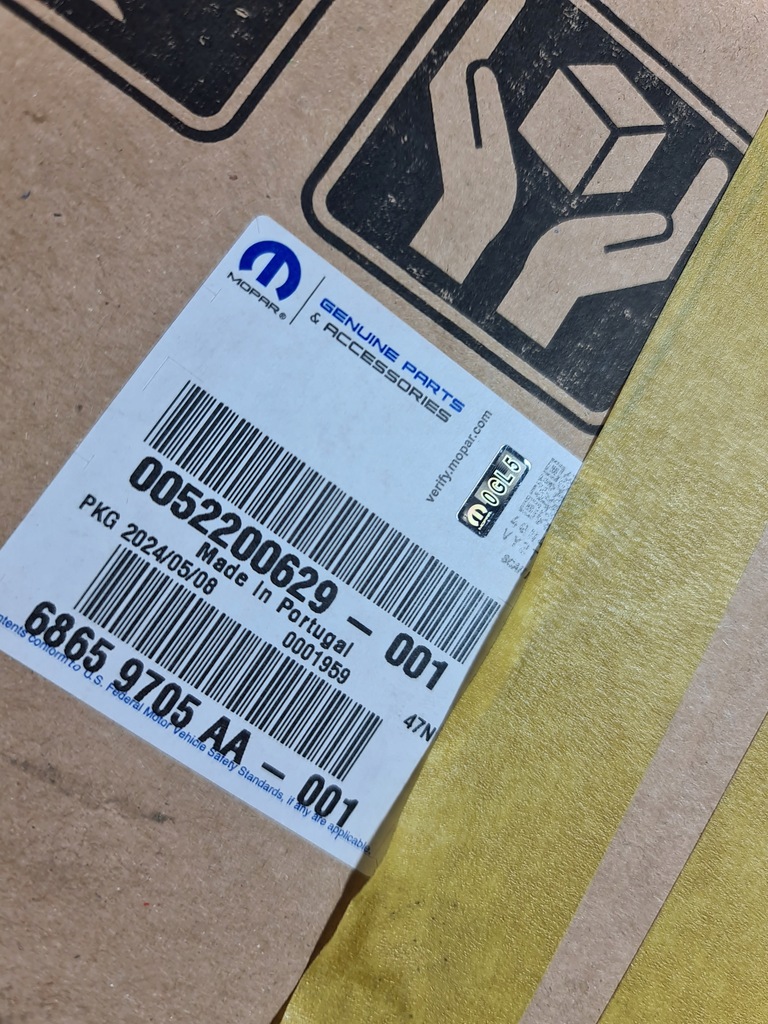 MOPAR®
GENUINE PARTS
& ACCESSORIES
verify.mopar.com
0GL5
0052200629 - 001
Made In Portugal
PKG 2024/05/08
0001959
47N
6865 9705 AA - 001
conform to U.S. Federal Motor Vehicle Safety Standards, if any are applicable.